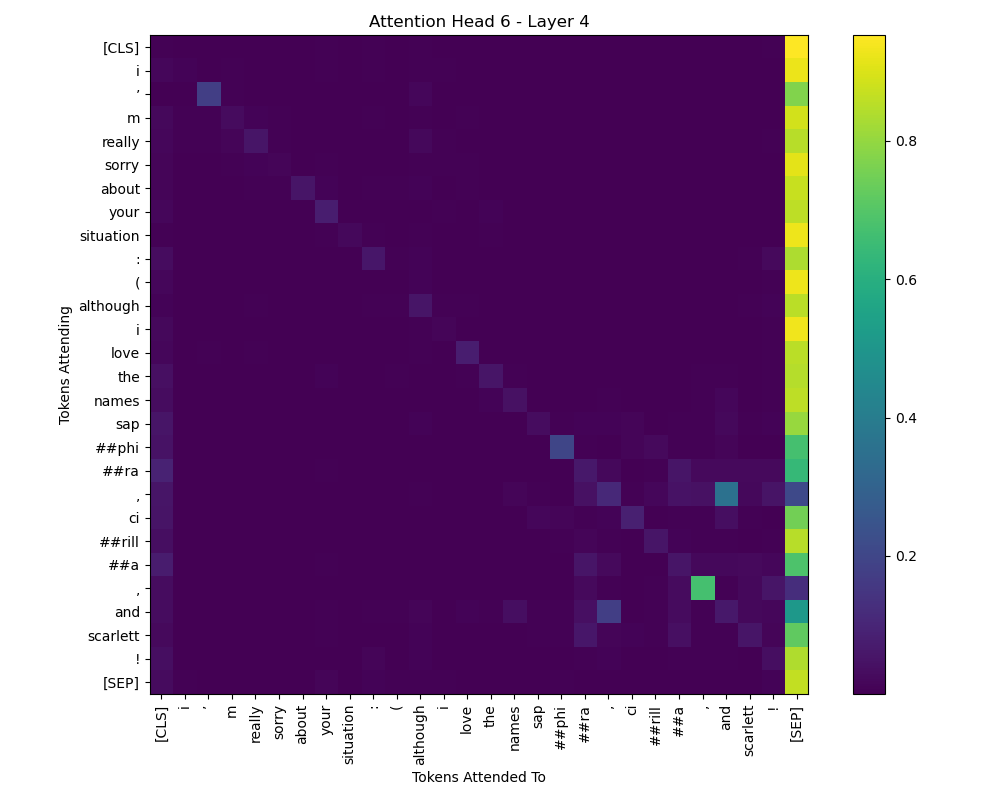 Attention Head 6 - Layer 4
Tokens Attending
[CLS]
i
’
m
really
sorry
about
your
situation
:
(
although
i
love
the
names
sap
##phi
##ra
,
ci
##rill
##a
,
and
scarlett
!
[SEP]
[CLS]
i
’
m
really
sorry
about
your
situation
:
(
although
i
love
the
names
sap
##phi
##ra
,
ci
##rill
##a
,
and
scarlett
!
[SEP]
Tokens Attended To
0.8
0.6
0.4
0.2